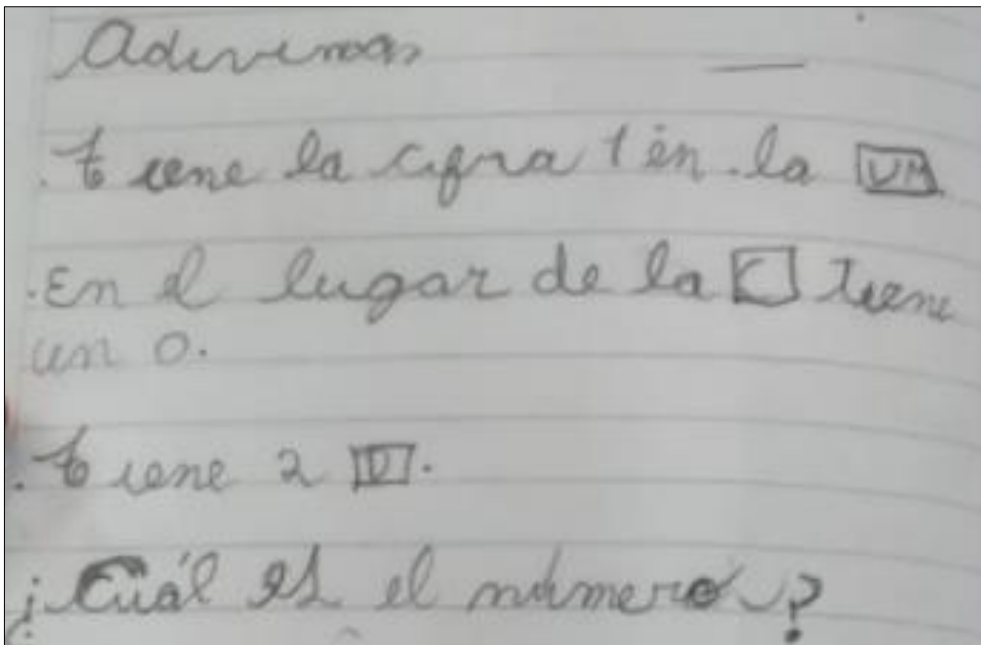 Adivinas
. tiene la cifra 1 en la UM
. En el lugar de la C tiene
un 0.
. tiene 2 D.
¿Cuál es el número?